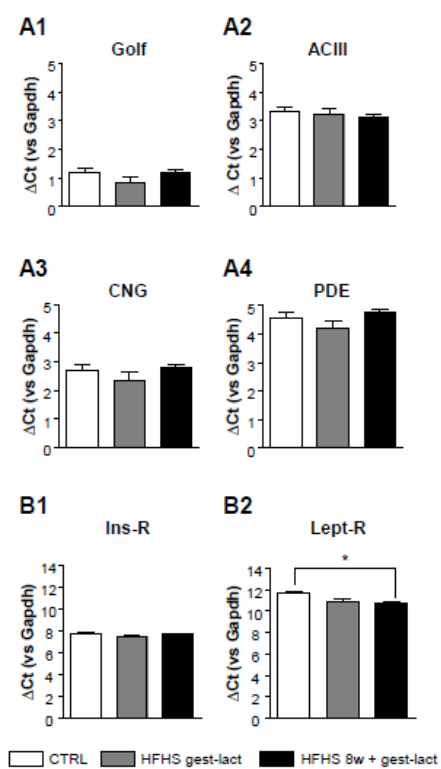 A1
Golf
ΔCt (vs Gapdh)
5
4
3
2
1
0
A2
ACIII
Δ Ct (vs Gapdh)
5
4
3
2
1
0
A3
CNG
ΔCt (vs Gapdh)
5
4
3
2
1
0
A4
PDE
ΔCt (vs Gapdh)
5
4
3
2
1
0
B1
Ins-R
ΔCt (vs Gapdh)
14
12
10
8
6
4
2
0
B2
Lept-R
*
ΔCt (vs Gapdh)
14
12
10
8
6
4
2
0
CTRL HFHS gest-lact HFHS 8w + gest-lact